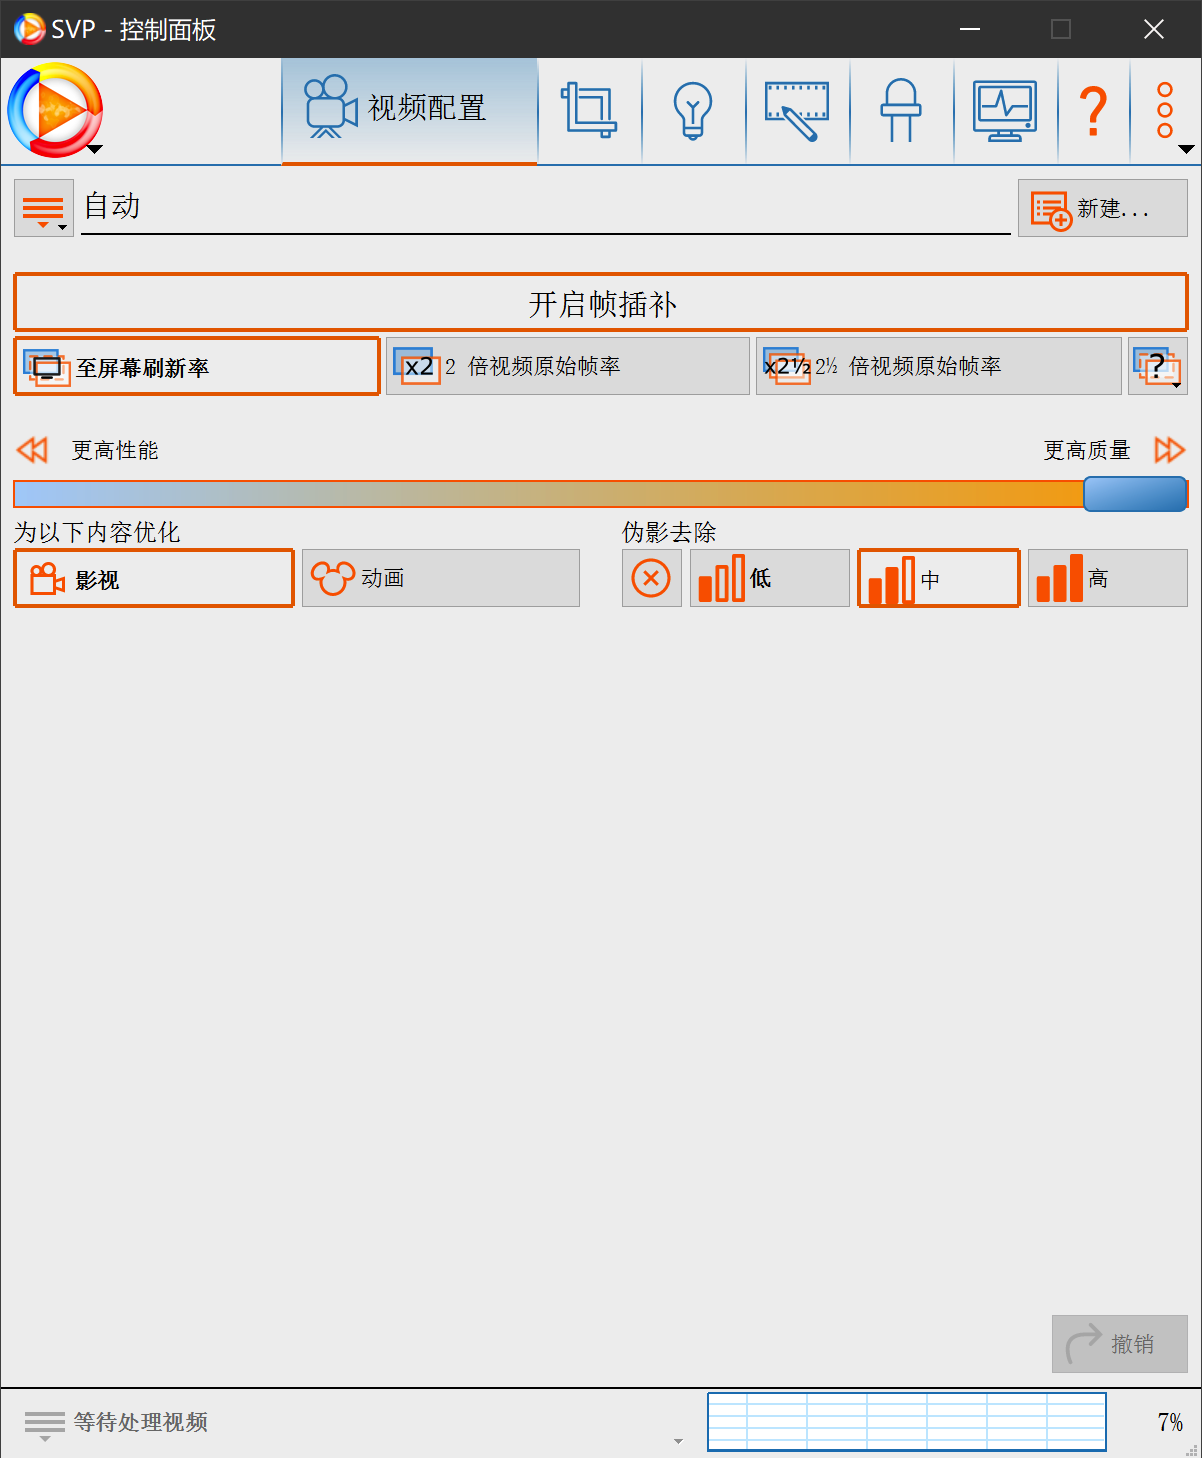 SVP - 控制面板
视频配置
?
自动
新建...
开启帧插补
至屏幕刷新率
x2 2 倍视频原始帧率
x2½ 2½ 倍视频原始帧率
?
更高性能
更高质量
为以下内容优化
伪影去除
影视
动画
低
中
高
撤销
等待处理视频
7%